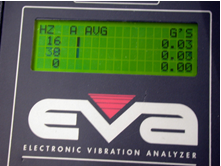 HZ A AVG G'S
16 0.03
38 0.03
0 0.00
eva
ELECTRONIC VIBRATION ANALYZER